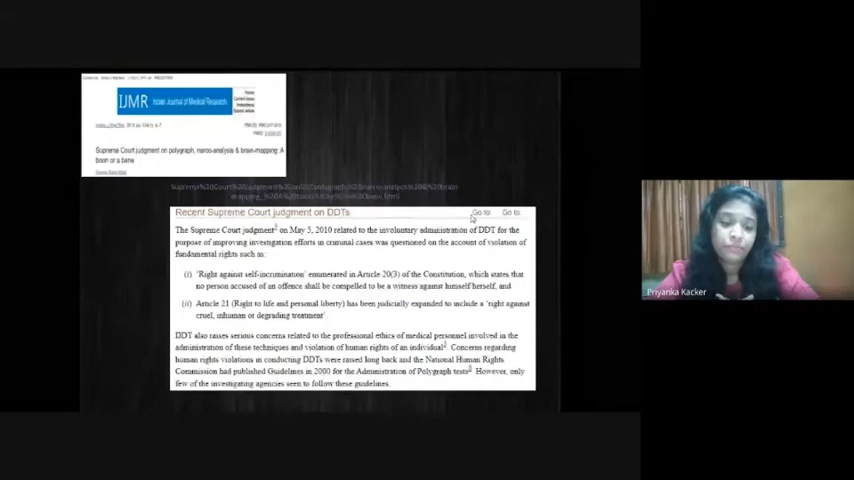 IJMR Indian Journal of Medical Research
Supreme Court judgment on polygraph, narco-analysis & brain-mapping: A
boon or a bane
Recent Supreme Court judgment on DDTs
Go to: Go to:
The Supreme Court judgment on May 5, 2010 related to the involuntary administration of DDT for the
purpose of improving investigation efforts in criminal cases was questioned on the account of violation of
fundamental rights such as:
(i) 'Right against self-incrimination' enumerated in Article 20(3) of the Constitution, which states that
no person accused of an offence shall be compelled to be a witness against himself/herself, and
(ii) Article 21 (Right to life and personal liberty) has been judicially expanded to include a 'right against
cruel, inhuman or degrading treatment'
DDT also raises serious concerns related to the professional ethics of medical personnel involved in the
administration of these techniques and violation of human rights of an individual. Concerns regarding
human rights violations in conducting DDTs were raised long back and the National Human Rights
Commission had published Guidelines in 2000 for the Administration of Polygraph tests. However, only
few of the investigating agencies seen to follow these guidelines.
Priyanka Kacker